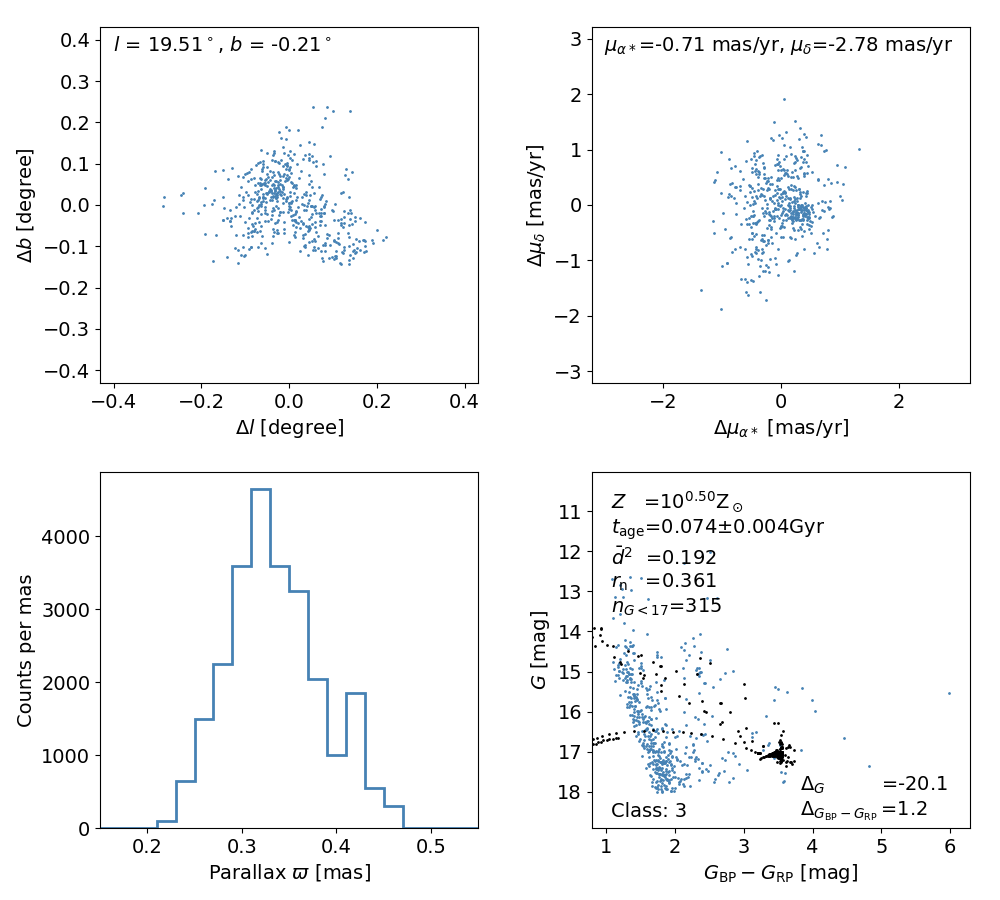 l = 19.51°, b = -0.21°
0.4
0.3
0.2
0.1
0.0
−0.1
−0.2
−0.3
−0.4
Δb [degree]
−0.4 −0.2 0.0 0.2 0.4
Δl [degree]
μα*=-0.71 mas/yr, μδ=-2.78 mas/yr
3
2
1
0
−1
−2
−3
Δμδ [mas/yr]
−2 0 2
Δμα* [mas/yr]
4000
3000
2000
1000
0
Counts per mas
0.2 0.3 0.4 0.5
Parallax ϖ [mas]
Z =10^0.50 Z⊙
tage=0.074±0.004Gyr
d̄² =0.192
rn =0.361
nG<17=315
11
12
13
14
15
16
17
18
G [mag]
ΔG =-20.1
ΔGBP−GRP=1.2
Class: 3
1 2 3 4 5 6
GBP − GRP [mag]